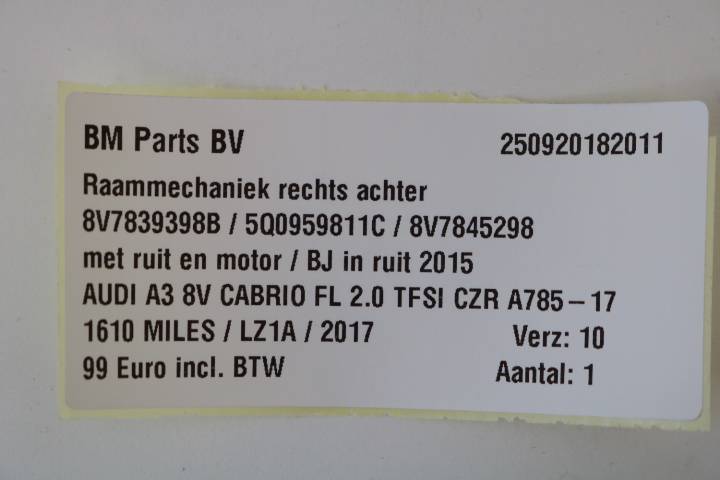 BM Parts BV 250920182011
Raammechaniek rechts achter
8V7839398B / 5Q0959811C / 8V7845298
met ruit en motor / BJ in ruit 2015
AUDI A3 8V CABRIO FL 2.0 TFSI CZR A785 – 17
1610 MILES / LZ1A / 2017 Verz: 10
99 Euro incl. BTW Aantal: 1